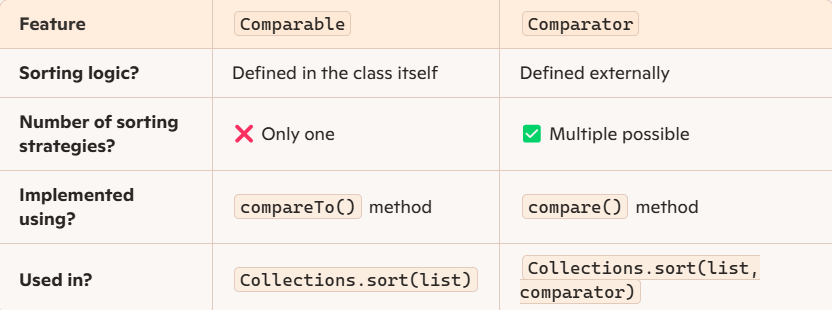 Feature Comparable Comparator
Sorting logic? Defined in the class itself Defined externally
Number of sorting
strategies?
❌ Only one ✅ Multiple possible
Implemented
using?
compareTo() method compare() method
Used in? Collections.sort(list)
Collections.sort(list,
comparator)